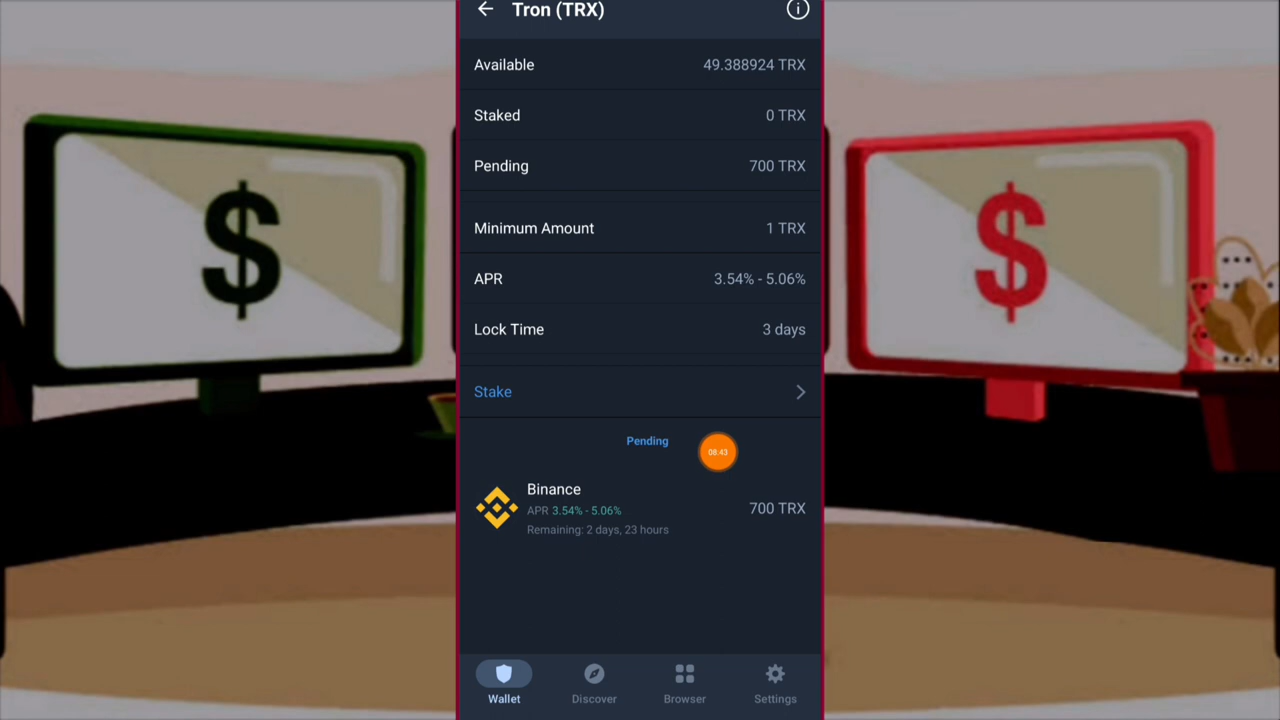 Tron (TRX)
Available 49.388924 TRX
Staked 0 TRX
Pending 700 TRX
Minimum Amount 1 TRX
APR 3.54% - 5.06%
Lock Time 3 days
Stake
Pending
08:43
Binance
APR 3.54% - 5.06%
700 TRX
Remaining: 2 days, 23 hours
Wallet Discover Browser Settings
$ $